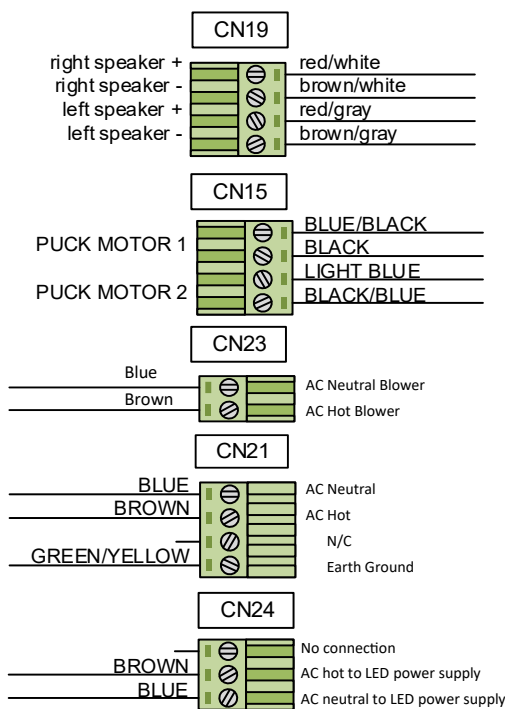 CN19
right speaker + red/white
right speaker - brown/white
left speaker + red/gray
left speaker - brown/gray
CN15
BLUE/BLACK
PUCK MOTOR 1 BLACK
LIGHT BLUE
PUCK MOTOR 2 BLACK/BLUE
CN23
Blue AC Neutral Blower
Brown AC Hot Blower
CN21
BLUE AC Neutral
BROWN AC Hot
N/C
GREEN/YELLOW Earth Ground
CN24
No connection
BROWN AC hot to LED power supply
BLUE AC neutral to LED power supply